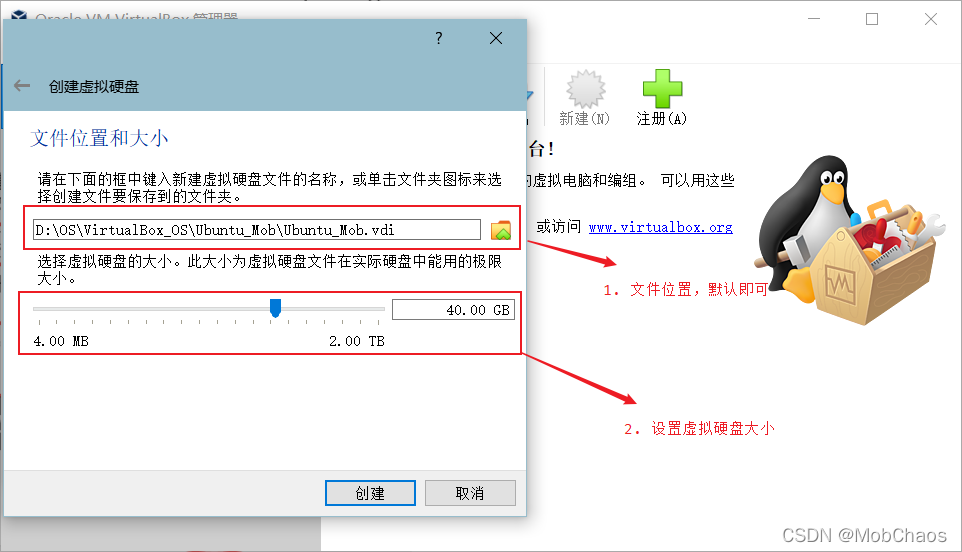 Oracle VM VirtualBox 管理器
?
创建虚拟硬盘
新建(N)
注册(A)
文件位置和大小
台!
请在下面的框中键入新建虚拟硬盘文件的名称，或单击文件夹图标来选
择创建文件要保存到的文件夹。
虚拟电脑和编组。 可以用这些
D:\OS\VirtualBox_OS\Ubuntu_Mob\Ubuntu_Mob.vdi
或访问 www.virtualbox.org
选择虚拟硬盘的大小。此大小为虚拟硬盘文件在实际硬盘中能用的极限
大小。
1. 文件位置，默认即可
40.00 GB
4.00 MB
2.00 TB
2. 设置虚拟硬盘大小
创建
取消
CSDN @MobChaos